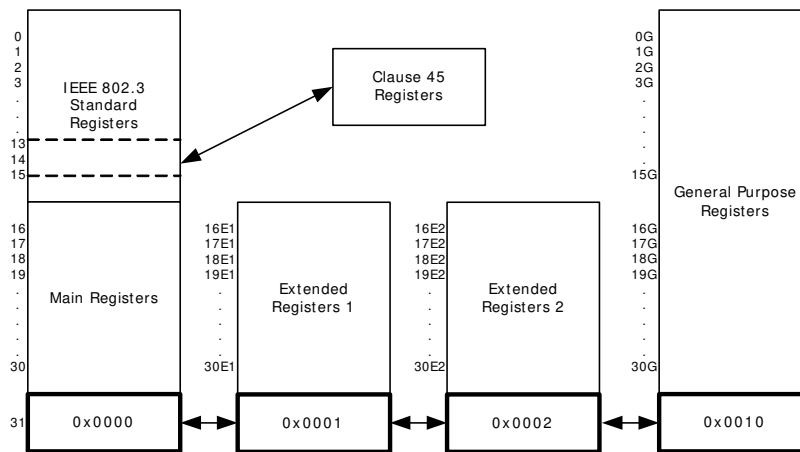 0
1
2
3
.
.
.
13
14
15
IEEE 802.3
Standard
Registers
Clause 45
Registers
0G
1G
2G
3G
.
.
.
.
.
15G
General Purpose
Registers
16
17
18
19
.
.
.
.
.
30
Main Registers
16E1
17E1
18E1
19E1
.
.
.
.
.
30E1
Extended
Registers 1
16E2
17E2
18E2
19E2
.
.
.
.
.
30E2
Extended
Registers 2
16G
17G
18G
19G
.
.
.
.
.
30G
31
0x0000
0x0001
0x0002
0x0010